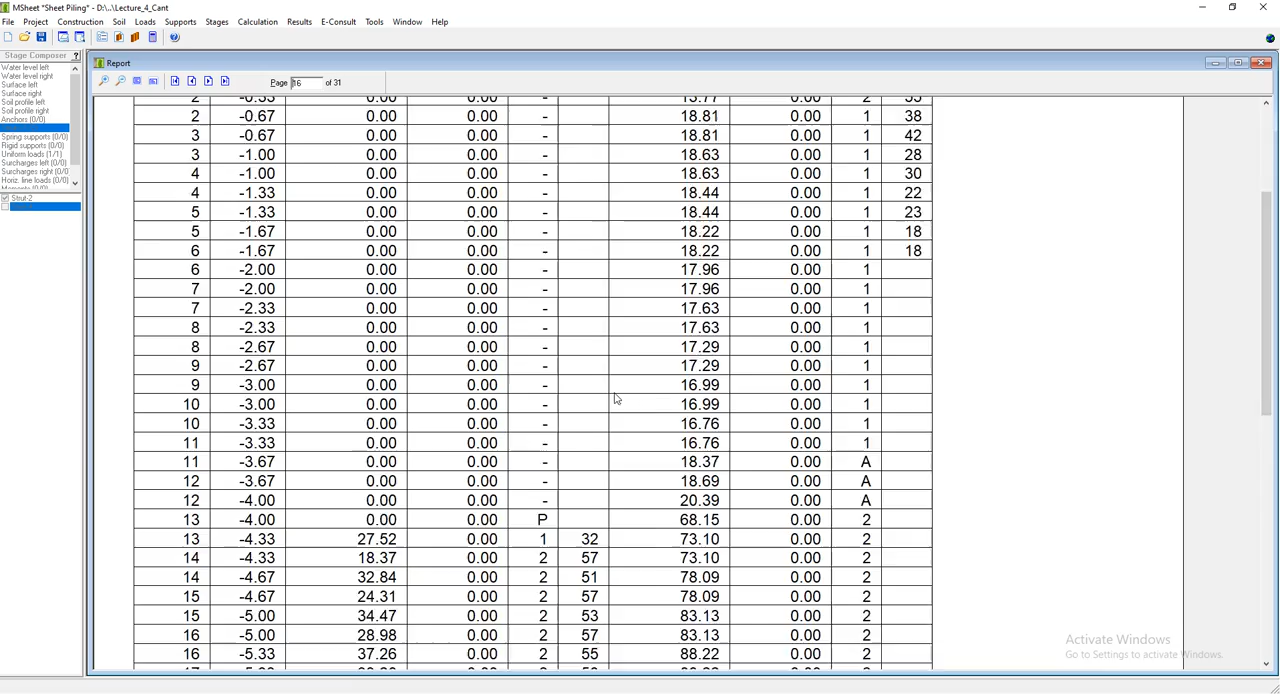 MSheet "Sheet Piling" - D:\..\Lecture_4_Cant
File Project Construction Soil Loads Supports Stages Calculation Results E-Consult Tools Window Help
Stage Composer ?
Water level left
Water level right
Surface left
Surface right
Soil profile left
Soil profile right
Anchors (0/0)
Spring supports (0/0)
Rigid supports (0/0)
Uniform loads (1/1)
Surcharges left (0/0)
Surcharges right (0/0
Horiz. line loads (0/0)
Moments (0/0)
Strut-2
Report
Page 16 of 31
2 -0.33 0.00 0.00 - 13.77 0.00 2 35
2 -0.67 0.00 0.00 - 18.81 0.00 1 38
3 -0.67 0.00 0.00 - 18.81 0.00 1 42
3 -1.00 0.00 0.00 - 18.63 0.00 1 28
4 -1.00 0.00 0.00 - 18.63 0.00 1 30
4 -1.33 0.00 0.00 - 18.44 0.00 1 22
5 -1.33 0.00 0.00 - 18.44 0.00 1 23
5 -1.67 0.00 0.00 - 18.22 0.00 1 18
6 -1.67 0.00 0.00 - 18.22 0.00 1 18
6 -2.00 0.00 0.00 - 17.96 0.00 1
7 -2.00 0.00 0.00 - 17.96 0.00 1
7 -2.33 0.00 0.00 - 17.63 0.00 1
8 -2.33 0.00 0.00 - 17.63 0.00 1
8 -2.67 0.00 0.00 - 17.29 0.00 1
9 -2.67 0.00 0.00 - 17.29 0.00 1
9 -3.00 0.00 0.00 - 16.99 0.00 1
10 -3.00 0.00 0.00 - 16.99 0.00 1
10 -3.33 0.00 0.00 - 16.76 0.00 1
11 -3.33 0.00 0.00 - 16.76 0.00 1
11 -3.67 0.00 0.00 - 18.37 0.00 A
12 -3.67 0.00 0.00 - 18.69 0.00 A
12 -4.00 0.00 0.00 - 20.39 0.00 A
13 -4.00 0.00 0.00 P 68.15 0.00 2
13 -4.33 27.52 0.00 1 32 73.10 0.00 2
14 -4.33 18.37 0.00 2 57 73.10 0.00 2
14 -4.67 32.84 0.00 2 51 78.09 0.00 2
15 -4.67 24.31 0.00 2 57 78.09 0.00 2
15 -5.00 34.47 0.00 2 53 83.13 0.00 2
16 -5.00 28.98 0.00 2 57 83.13 0.00 2
16 -5.33 37.26 0.00 2 55 88.22 0.00 2
Activate Windows
Go to Settings to activate Windows.